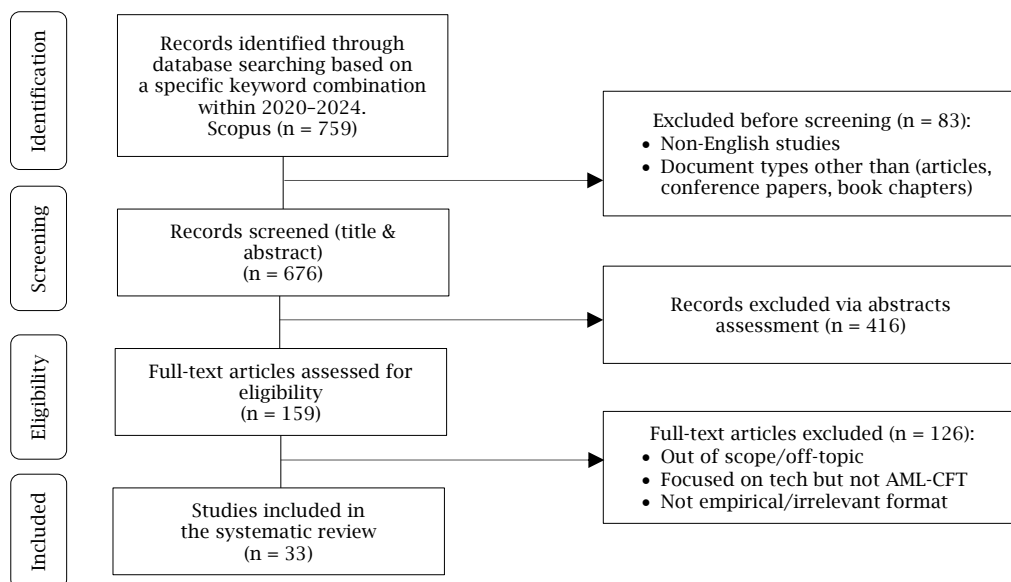 Identification
Records identified through
database searching based on
a specific keyword combination
within 2020–2024.
Scopus (n = 759)
Excluded before screening (n = 83):
• Non-English studies
• Document types other than (articles,
conference papers, book chapters)
Screening
Records screened (title &
abstract)
(n = 676)
Records excluded via abstracts
assessment (n = 416)
Eligibility
Full-text articles assessed for
eligibility
(n = 159)
Full-text articles excluded (n = 126):
• Out of scope/off-topic
• Focused on tech but not AML-CFT
• Not empirical/irrelevant format
Included
Studies included in
the systematic review
(n = 33)